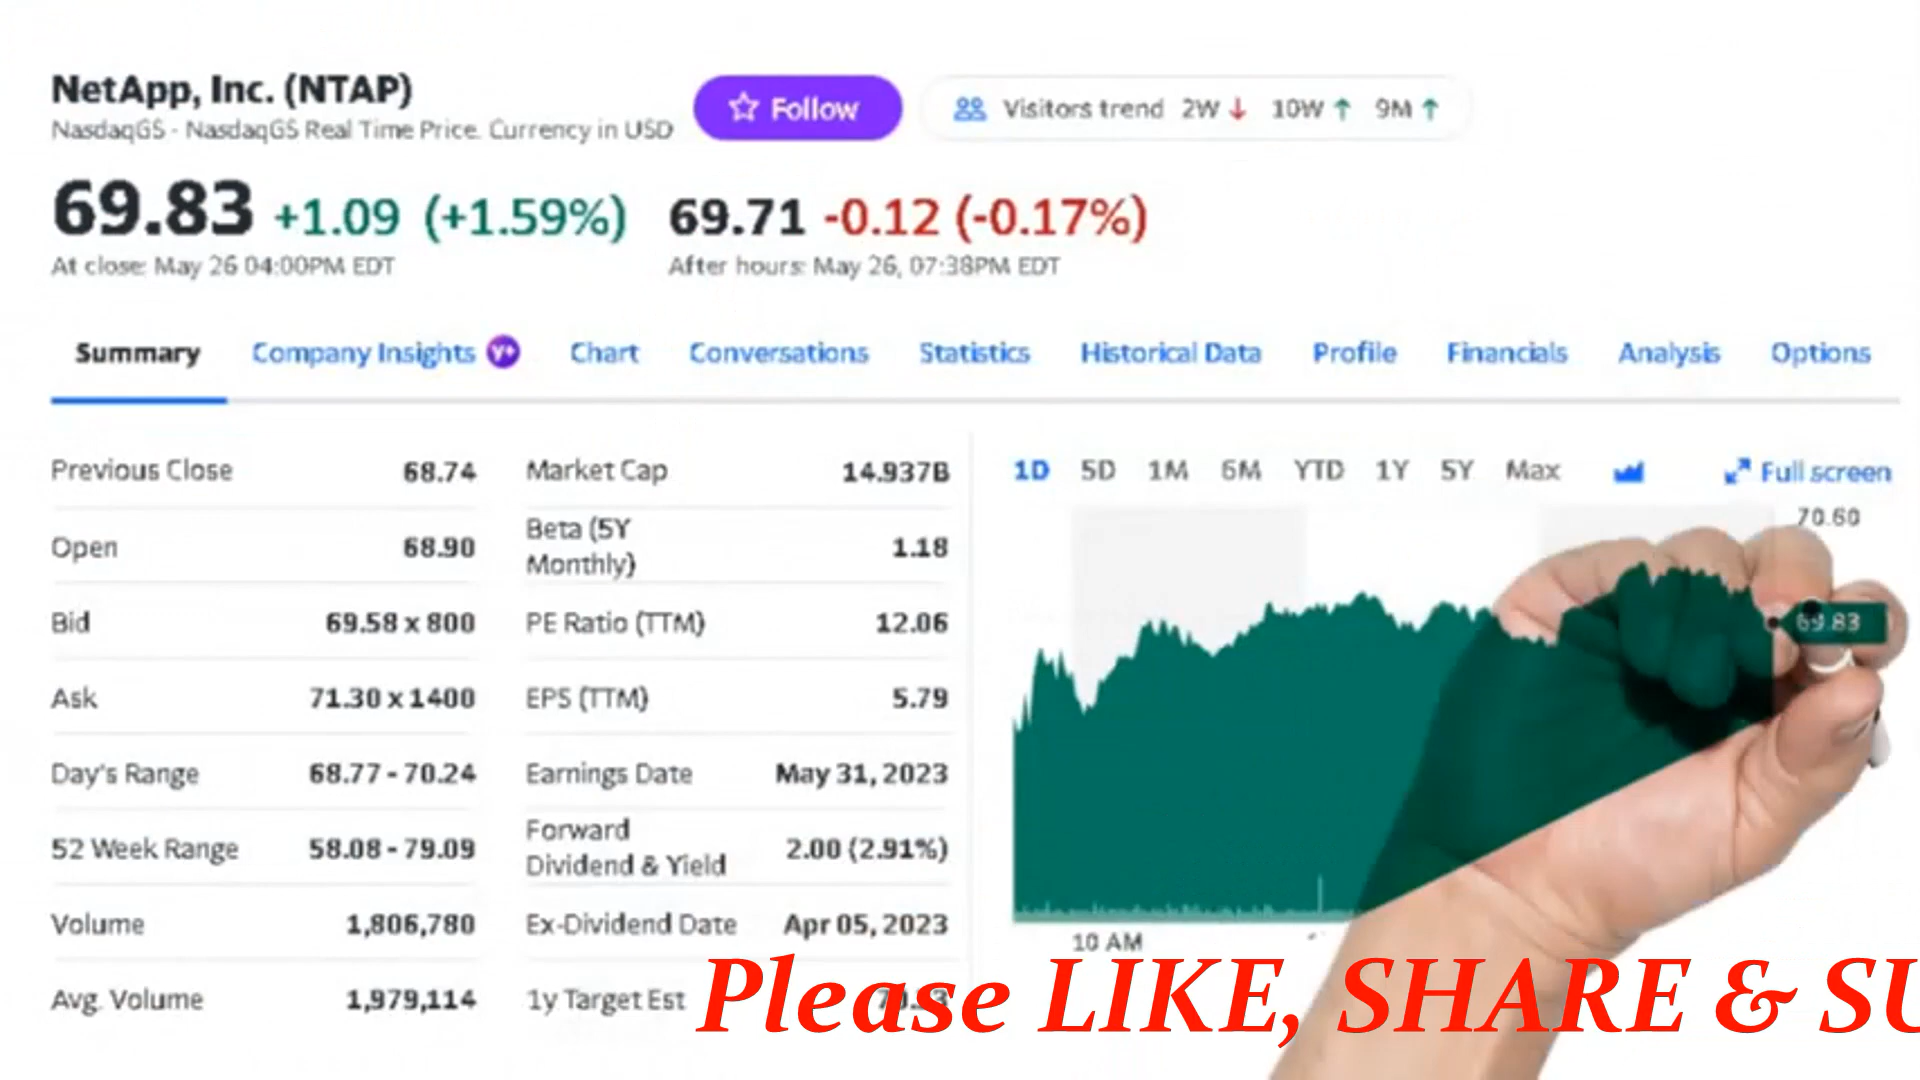 NetApp, Inc. (NTAP)
NasdaqGS - NasdaqGS Real Time Price. Currency in USD
Follow
Visitors trend 2W ↓ 10W ↑ 9M ↑
69.83 +1.09 (+1.59%)
At close: May 26 04:00PM EDT
69.71 -0.12 (-0.17%)
After hours: May 26, 07:38PM EDT
Summary Company Insights Y+ Chart Conversations Statistics Historical Data Profile Financials Analysis Options
Previous Close 68.74
Open 68.90
Bid 69.58 x 800
Ask 71.30 x 1400
Day's Range 68.77 - 70.24
52 Week Range 58.08 - 79.09
Volume 1,806,780
Avg. Volume 1,979,114
Market Cap 14.937B
Beta (5Y
Monthly) 1.18
PE Ratio (TTM) 12.06
EPS (TTM) 5.79
Earnings Date May 31, 2023
Forward
Dividend & Yield 2.00 (2.91%)
Ex-Dividend Date Apr 05, 2023
1y Target Est
1D 5D 1M 6M YTD 1Y 5Y Max Full screen
70.60
69.83
10 AM
Please LIKE, SHARE & SU